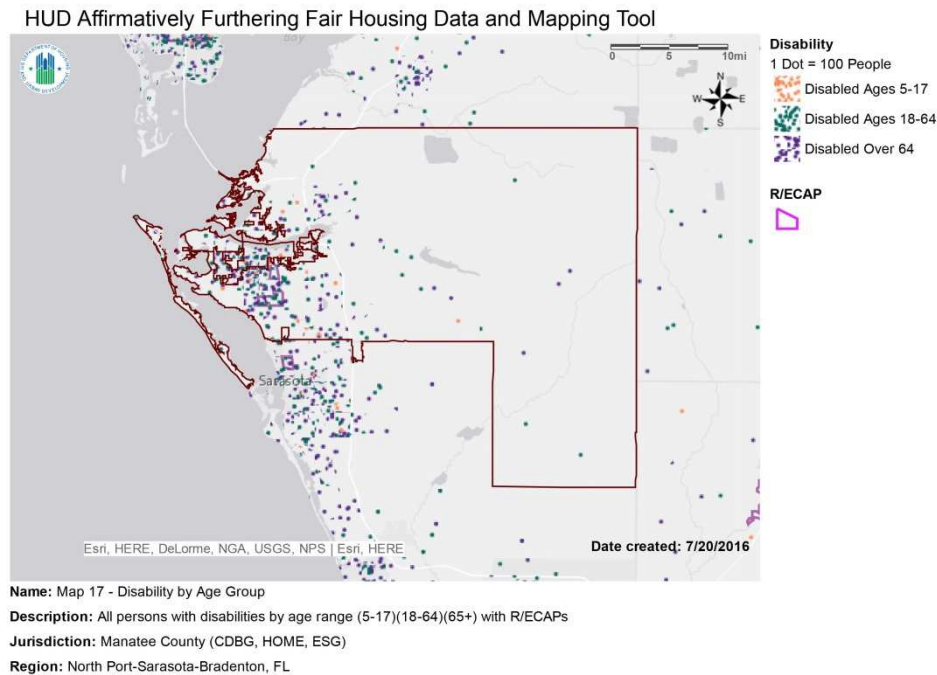 HUD Affirmatively Furthering Fair Housing Data and Mapping Tool
Bay
0 5 10mi
N
W E
S
Disability
1 Dot = 100 People
Disabled Ages 5-17
Disabled Ages 18-64
Disabled Over 64
R/ECAP
Sarasota
Esri, HERE, DeLorme, NGA, USGS, NPS | Esri, HERE
Date created: 7/20/2016
Name: Map 17 - Disability by Age Group
Description: All persons with disabilities by age range (5-17)(18-64)(65+) with R/ECAPs
Jurisdiction: Manatee County (CDBG, HOME, ESG)
Region: North Port-Sarasota-Bradenton, FL